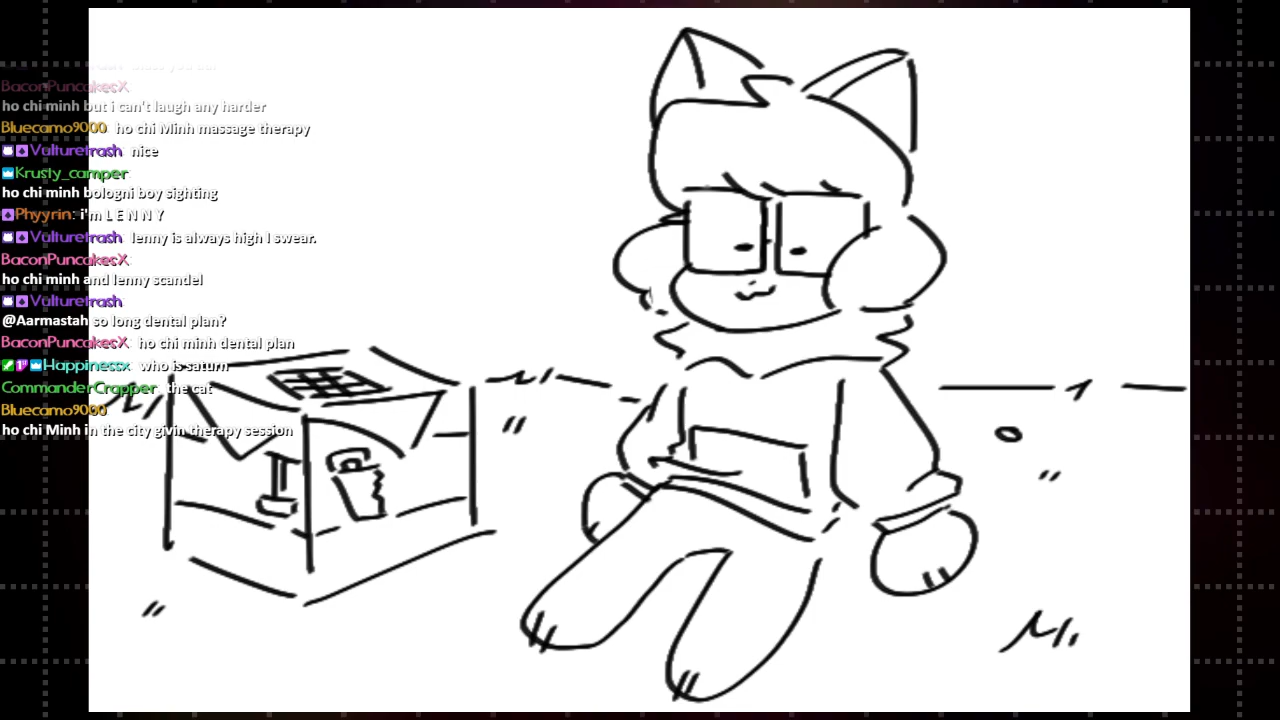 BaconPuncakesX
ho chi minh but i can't laugh any harder
Bluecamo9000 ho chi Minh massage therapy
Vulturetrash nice
Krusty_camper
ho chi minh bologni boy sighting
Phyyrin: i'm L E N N Y
Vulturetrash lenny is always high I swear.
BaconPuncakesX
ho chi minh and lenny scandel
Vulturetrash
@Aarmastah so long dental plan?
BaconPuncakesX ho chi minh dental plan
Happinessx who is saturn
CommanderCrapper the cat
Bluecamo9000
ho chi Minh in the city givin therapy session